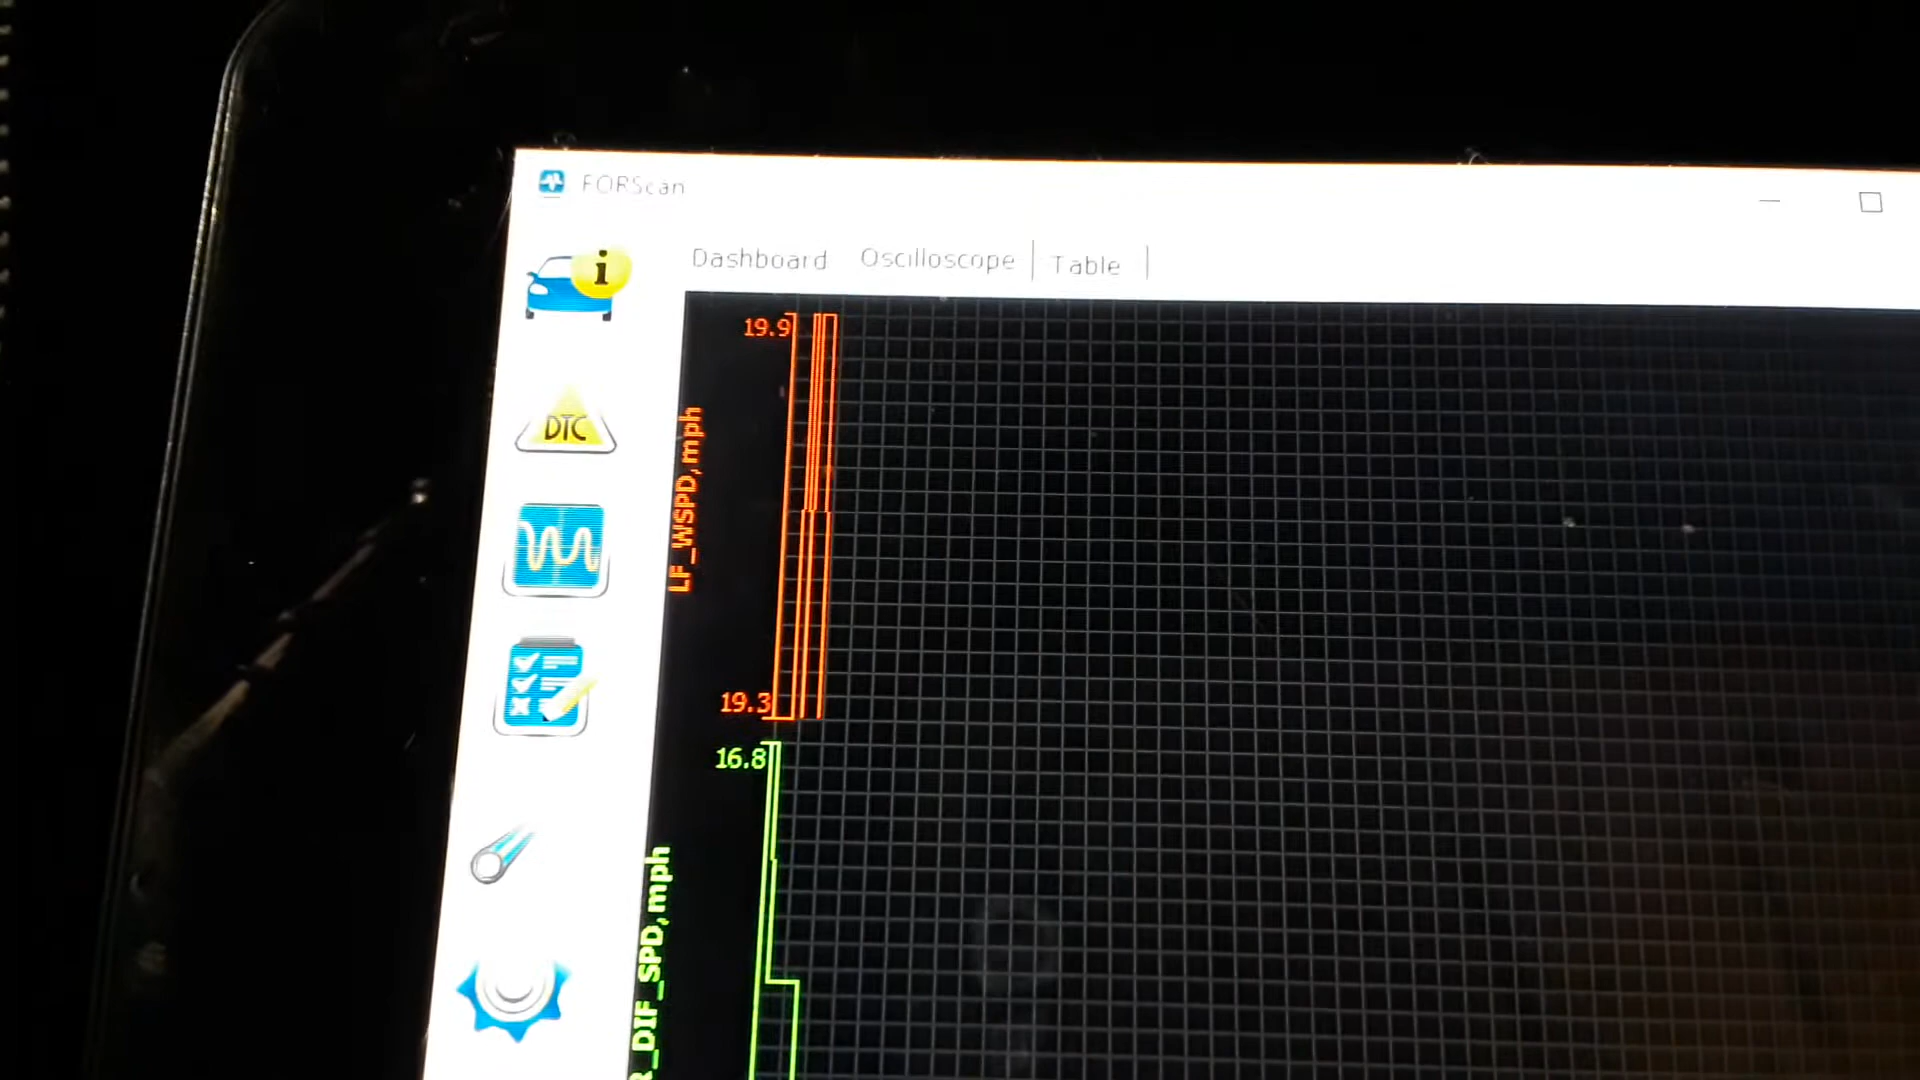 FORScan
Dashboard Oscilloscope Table
i
DTC
19.9
LF_WSPD,mph
19.3
16.8
R_DIF_SPD,mph